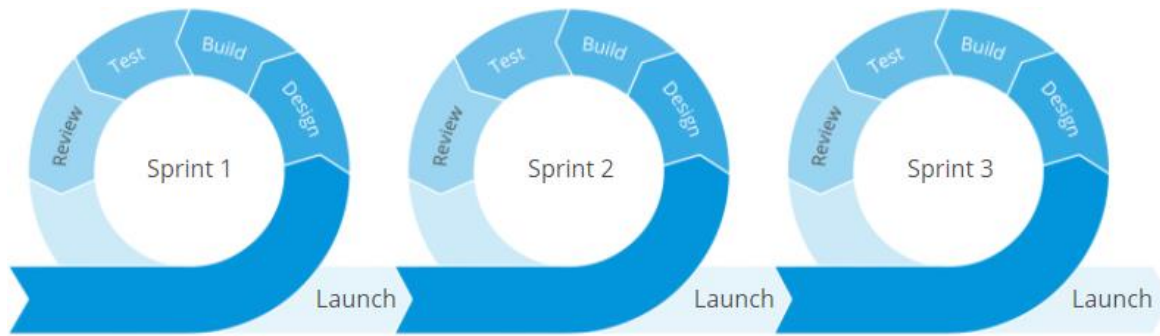 Test
Build
Design
Review
Sprint 1
Launch
Test
Build
Design
Review
Sprint 2
Launch
Test
Build
Design
Review
Sprint 3
Launch